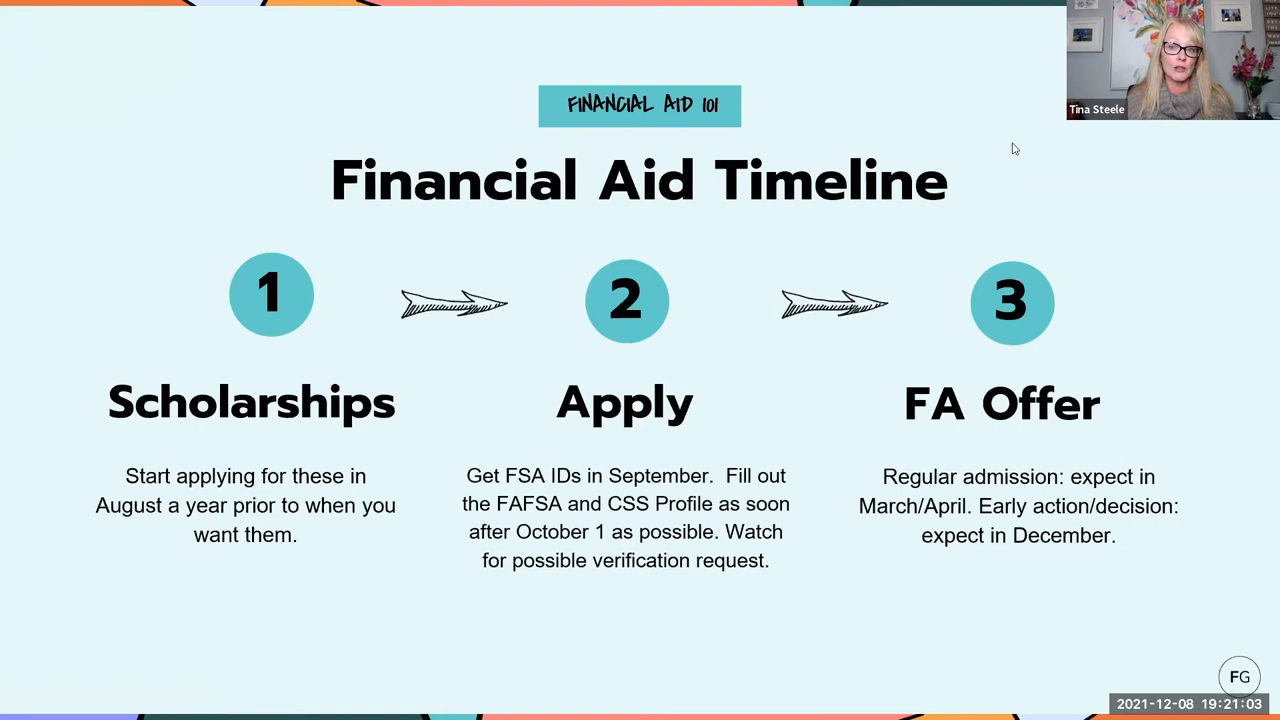 FINANCIAL AID 101
Financial Aid Timeline
1
2
3
Scholarships
Apply
FA Offer
Start applying for these in
August a year prior to when you
want them.
Get FSA IDs in September.  Fill out
the FAFSA and CSS Profile as soon
after October 1 as possible. Watch
for possible verification request.
Regular admission: expect in
March/April. Early action/decision:
expect in December.
Tina Steele
FG
2021-12-08 19:21:03